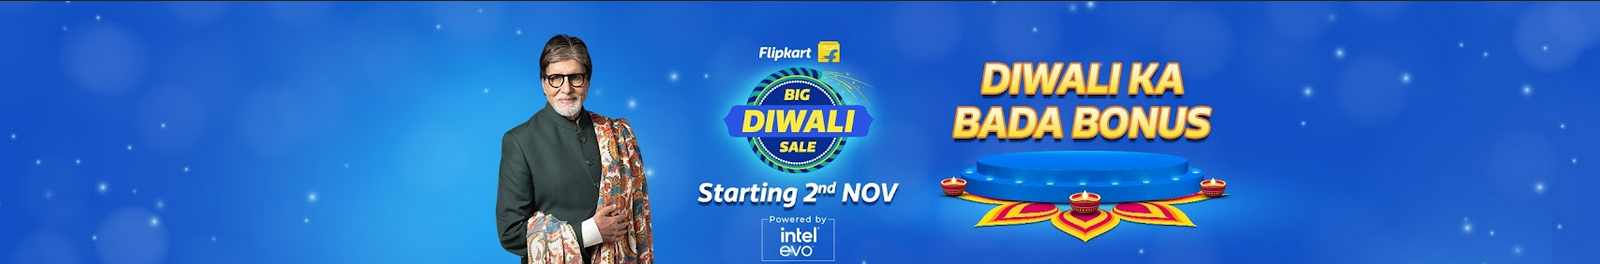 Flipkart
BIG
DIWALI
SALE
Starting 2nd NOV
Powered by
intel
evo
DIWALI KA
BADA BONUS